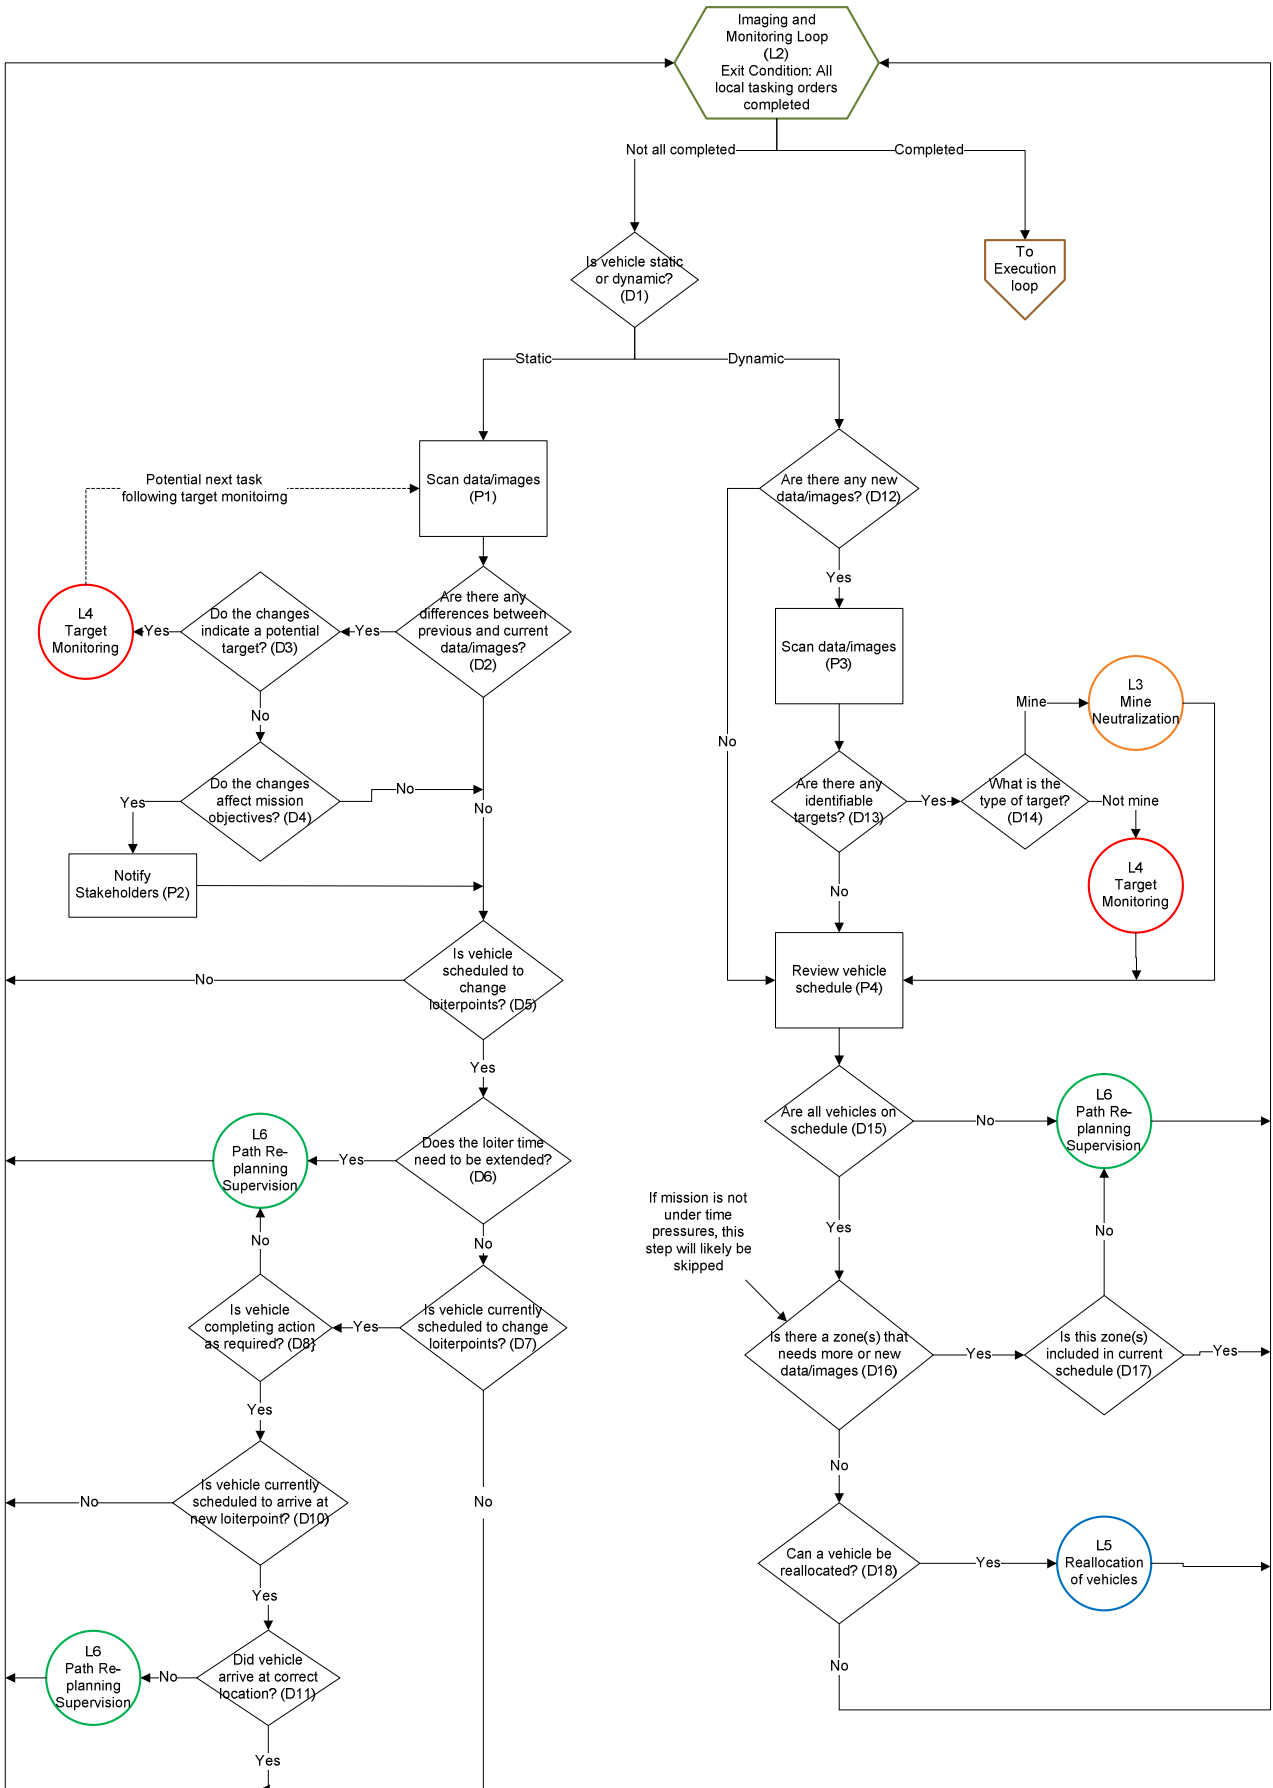 Imaging and
Monitoring Loop
(L2)
Exit Condition: All
local tasking orders
completed
Not all completed
Completed
To
Execution
loop
Is vehicle static
or dynamic?
(D1)
Static
Dynamic
Potential next task
following target monitoirng
Scan data/images
(P1)
Are there any new
data/images? (D12)
Yes
L4
Target
Monitoring
Yes
Do the changes
indicate a potential
target? (D3)
Yes
Are there any
differences between
previous and current
data/images?
(D2)
Scan data/images
(P3)
No
No
Mine
L3
Mine
Neutralization
Do the changes
affect mission
objectives? (D4)
Yes
No
No
Are there any
identifiable
targets? (D13)
Yes
What is the
type of target?
(D14)
Not mine
Notify
Stakeholders (P2)
No
L4
Target
Monitoring
Is vehicle
scheduled to
change
loiterpoints? (D5)
No
Review vehicle
schedule (P4)
Yes
L6
Path Re-
planning
Supervision
Yes
Does the loiter time
need to be extended?
(D6)
Are all vehicles on
schedule (D15)
No
L6
Path Re-
planning
Supervision
If mission is not
under time
pressures, this
step will likely be
skipped
Yes
No
No
No
Is vehicle
completing action
as required? (D8}
Yes
Is vehicle currently
scheduled to change
loiterpoints? (D7)
Is there a zone(s) that
needs more or new
data/images (D16)
Yes
Is this zone(s)
included in current
schedule (D17)
Yes
Yes
No
No
Is vehicle currently
scheduled to arrive at
new loiterpoint? (D10)
No
No
Can a vehicle be
reallocated? (D18)
Yes
L5
Reallocation
of vehicles
Yes
L6
Path Re-
planning
Supervision
No
Did vehicle
arrive at correct
location? (D11)
No
Yes